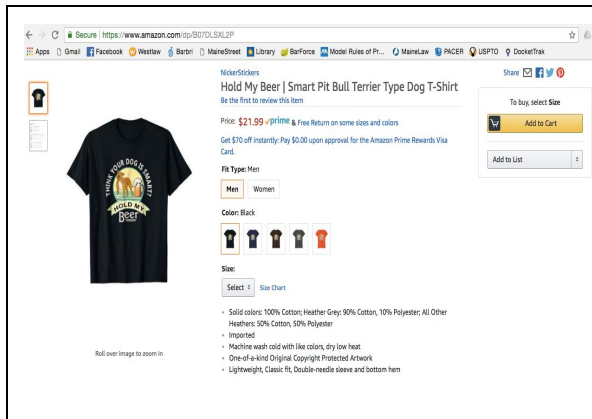 Secure | https://www.amazon.com/dp/B07DLSXL2P
Apps Gmail Facebook Westlaw Barbri MaineStreet Library BarForce Model Rules of Pr... MaineLaw PACER USPTO DocketTrak
NickerStickers
Hold My Beer | Smart Pit Bull Terrier Type Dog T-Shirt
Be the first to review this item
Price: $21.99 prime & Free Return on some sizes and colors
Get $70 off instantly: Pay $0.00 upon approval for the Amazon Prime Rewards Visa
Card.
Fit Type: Men
Men Women
Color: Black
Size:
Select Size Chart
• Solid colors: 100% Cotton; Heather Grey: 90% Cotton, 10% Polyester; All Other
Heathers: 50% Cotton, 50% Polyester
• Imported
• Machine wash cold with like colors, dry low heat
• One-of-a-kind Original Copyright Protected Artwork
• Lightweight, Classic fit, Double-needle sleeve and bottom hem
THINK YOUR DOG IS SMART?
HOLD MY
Beer
Roll over image to zoom in
Share
To buy, select Size
Add to Cart
Add to List